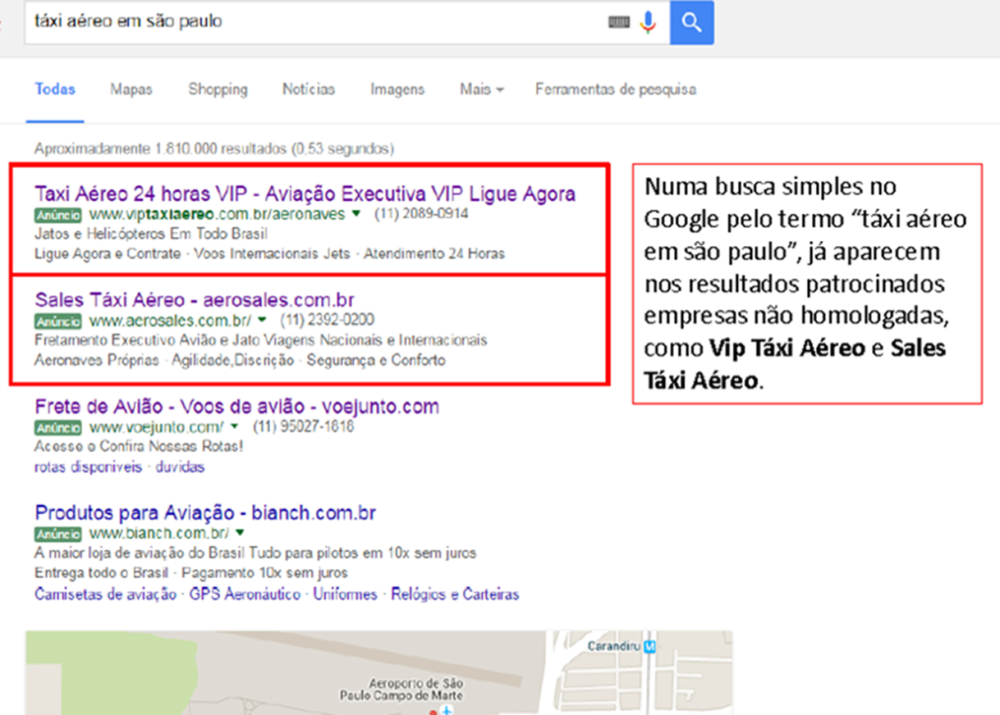 táxi aéreo em são paulo
Todas Mapas Shopping Notícias Imagens Mais Ferramentas de pesquisa
Aproximadamente 1.810.000 resultados (0,53 segundos)
Taxi Aéreo 24 horas VIP - Aviação Executiva VIP Ligue Agora
Anúncio www.viptaxiaereo.com.br/aeronaves (11) 2089-0914
Jatos e Helicópteros Em Todo Brasil
Ligue Agora e Contrate · Voos Internacionais Jets · Atendimento 24 Horas
Sales Táxi Aéreo - aerosales.com.br
Anúncio www.aerosales.com.br/ (11) 2392-0200
Fretamento Executivo Avião e Jato Viagens Nacionais e Internacionais
Aeronaves Próprias · Agilidade,Discrição · Segurança e Conforto
Frete de Avião - Voos de avião - voejunto.com
Anúncio www.voejunto.com/ (11) 95027-1818
Acesse e Confira Nossas Rotas!
rotas disponiveis · duvidas
Produtos para Aviação - bianch.com.br
Anúncio www.bianch.com.br/
A maior loja de aviação do Brasil Tudo para pilotos em 10x sem juros
Entrega todo o Brasil · Pagamento 10x sem juros
Camisetas de aviação · GPS Aeronáutico · Uniformes · Relógios e Carteiras
Numa busca simples no
Google pelo termo “táxi aéreo
em são paulo”, já aparecem
nos resultados patrocinados
empresas não homologadas,
como Vip Táxi Aéreo e Sales
Táxi Aéreo.
Carandiru M
Aeroporto de São
Paulo Campo de Marte